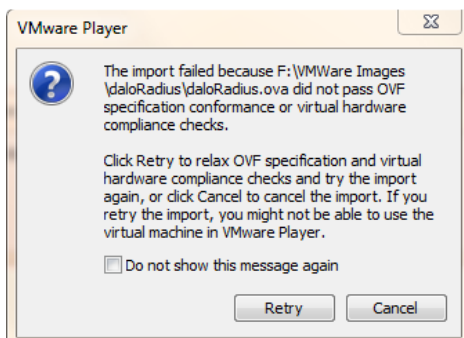 VMware Player
The import failed because F:\VMWare Images
\daloRadius\daloRadius.ova did not pass OVF
specification conformance or virtual hardware
compliance checks.
Click Retry to relax OVF specification and virtual
hardware compliance checks and try the import
again, or click Cancel to cancel the import. If you
retry the import, you might not be able to use the
virtual machine in VMware Player.
Do not show this message again
Retry
Cancel